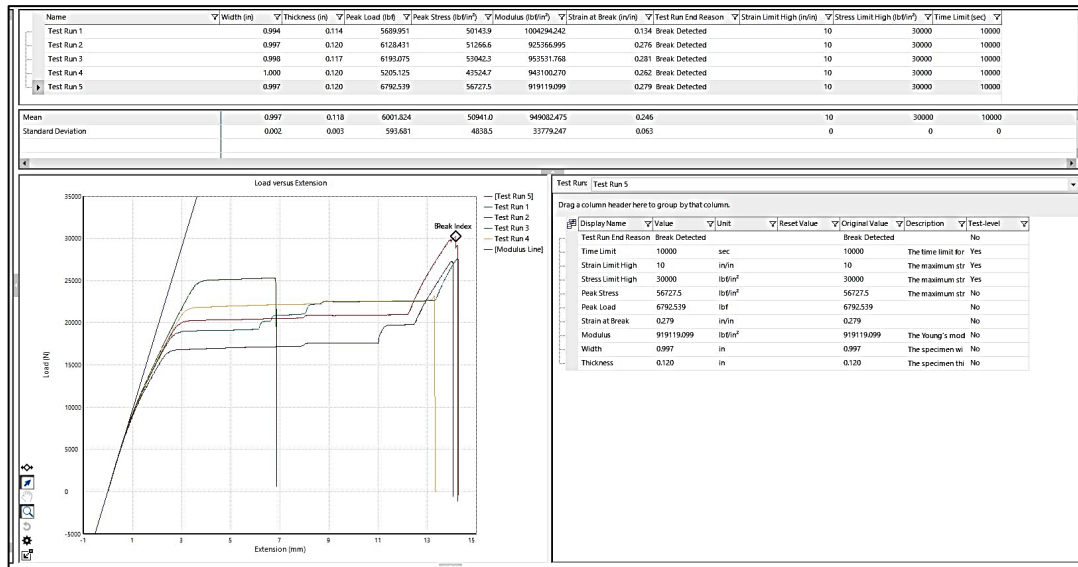 Name Width (in) Thickness (in) Peak Load (lbf) Peak Stress (lbf/in²) Modulus (lbf/in²) Strain at Break (in/in) Test Run End Reason Strain Limit High (in/in) Stress Limit High (lbf/in²) Time Limit (sec)
Test Run 1 0.994 0.114 5689.951 50143.9 1004294.242 0.134 Break Detected 10 30000 10000
Test Run 2 0.997 0.120 6128.431 51266.6 925366.995 0.276 Break Detected 10 30000 10000
Test Run 3 0.998 0.117 6193.075 53042.3 953531.768 0.281 Break Detected 10 30000 10000
Test Run 4 1.000 0.120 5205.125 43524.7 943100.270 0.262 Break Detected 10 30000 10000
Test Run 5 0.997 0.120 6792.539 56727.5 919119.099 0.279 Break Detected 10 30000 10000
Mean 0.997 0.118 6001.824 50941.0 949082.475 0.246 10 30000 10000
Standard Deviation 0.002 0.003 593.681 4838.5 33779.247 0.063 0 0 0
Load versus Extension
35000
30000
25000
20000
15000
10000
5000
0
-5000
Load (N)
-1 1 3 5 7 9 11 13 15
Extension (mm)
Break Index
[Test Run 5]
Test Run 1
Test Run 2
Test Run 3
Test Run 4
[Modulus Line]
Test Run: Test Run 5
Drag a column header here to group by that column.
Display Name Value Unit Reset Value Original Value Description Test-level
Test Run End Reason Break Detected Break Detected No
Time Limit 10000 sec 10000 The time limit for Yes
Strain Limit High 10 in/in 10 The maximum str Yes
Stress Limit High 30000 lbf/in² 30000 The maximum str Yes
Peak Stress 56727.5 lbf/in² 56727.5 The maximum str No
Peak Load 6792.539 lbf 6792.539 No
Strain at Break 0.279 in/in 0.279 No
Modulus 919119.099 lbf/in² 919119.099 The Young's mod No
Width 0.997 in 0.997 The specimen wi No
Thickness 0.120 in 0.120 The specimen thi No